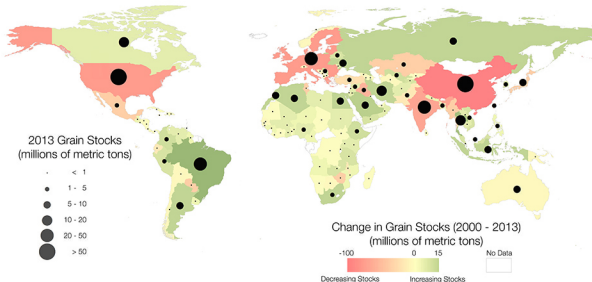 2013 Grain Stocks
(millions of metric tons)
< 1
1 - 5
5 - 10
10 - 20
20 - 50
> 50
Change in Grain Stocks (2000 - 2013)
(millions of metric tons)
-100
0
15
No Data
Decreasing Stocks
Increasing Stocks